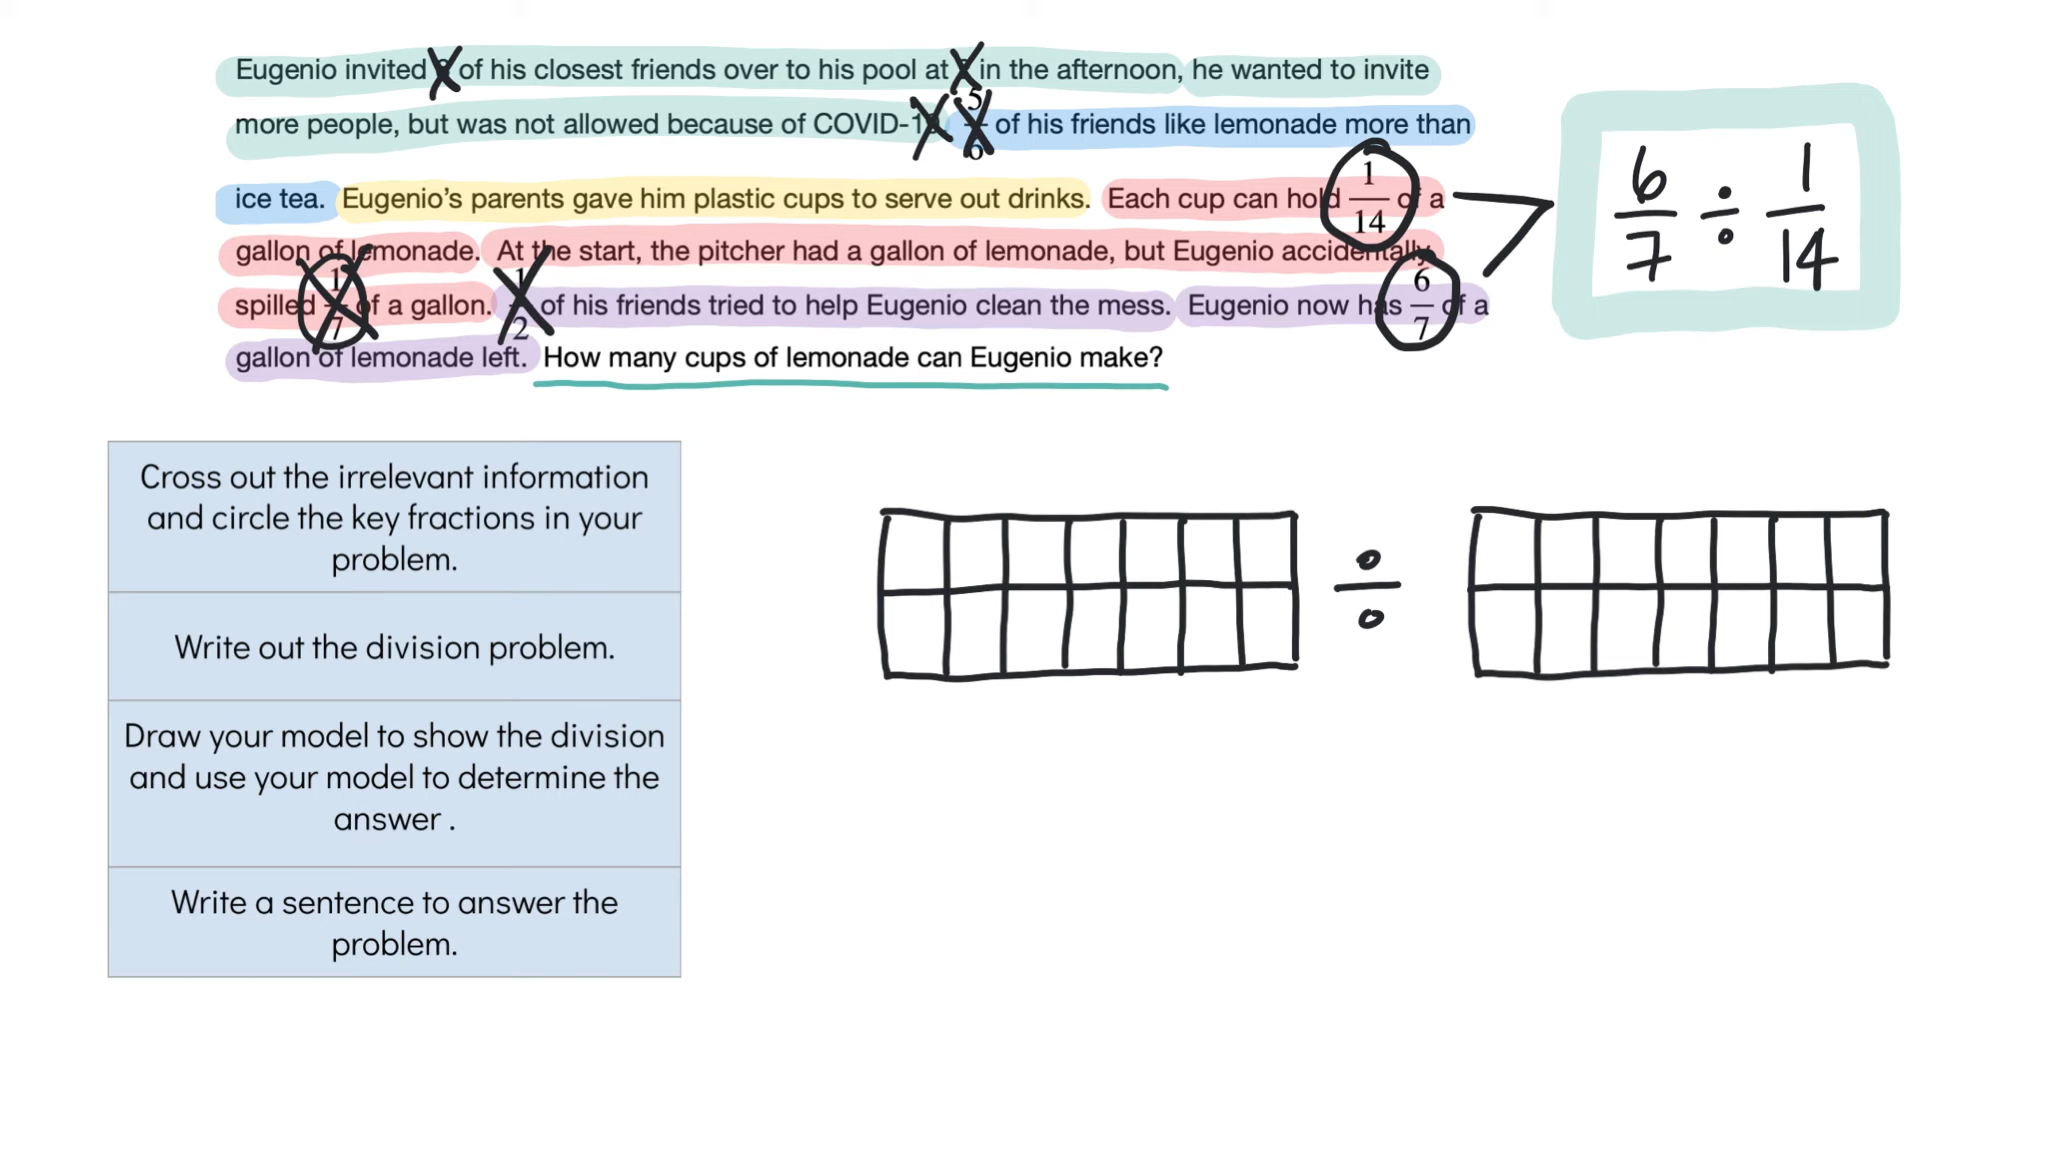 Eugenio invited of his closest friends over to his pool at in the afternoon, he wanted to invite
more people, but was not allowed because of COVID-19 5/6 of his friends like lemonade more than
ice tea. Eugenio’s parents gave him plastic cups to serve out drinks. Each cup can hold 1/14 of a
gallon of lemonade. At the start, the pitcher had a gallon of lemonade, but Eugenio accidentally
spilled 1/7 of a gallon. 1/2 of his friends tried to help Eugenio clean the mess. Eugenio now has 6/7 of a
gallon of lemonade left. How many cups of lemonade can Eugenio make?
6/7 ÷ 1/14
Cross out the irrelevant information
and circle the key fractions in your
problem.
Write out the division problem.
Draw your model to show the division
and use your model to determine the
answer .
Write a sentence to answer the
problem.
÷